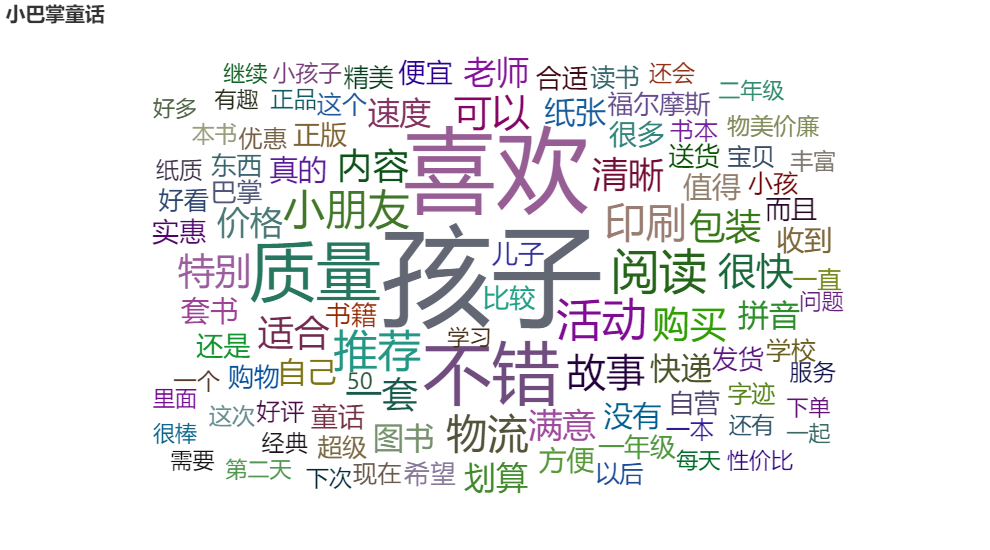 小巴掌童话
继续 小孩子 精美 便宜 老师 合适 读书 还会 二年级
好多 有趣 正品 这个 速度 可以 纸张 福尔摩斯
本书 优惠 正版 喜欢 很多 书本 物美价廉
纸质 东西 真的 内容 清晰 送货 宝贝 丰富
好看 巴掌 小朋友 值得 小孩 而且
实惠 价格 印刷 包装 收到
特别 质量 孩子 儿子 阅读 很快 一直
套书 书籍 比较 活动 购买 拼音 问题
还是 适合 推荐 学习 不错 故事 快递 发货 学校
一个 购物 自己 50 一套 服务
里面 这次 好评 童话 没有 自营 字迹 下单
很棒 经典 超级 图书 物流 满意 一年级 一本 还有 一起
需要 第二天 下次 现在 希望 划算 方便 以后 每天 性价比